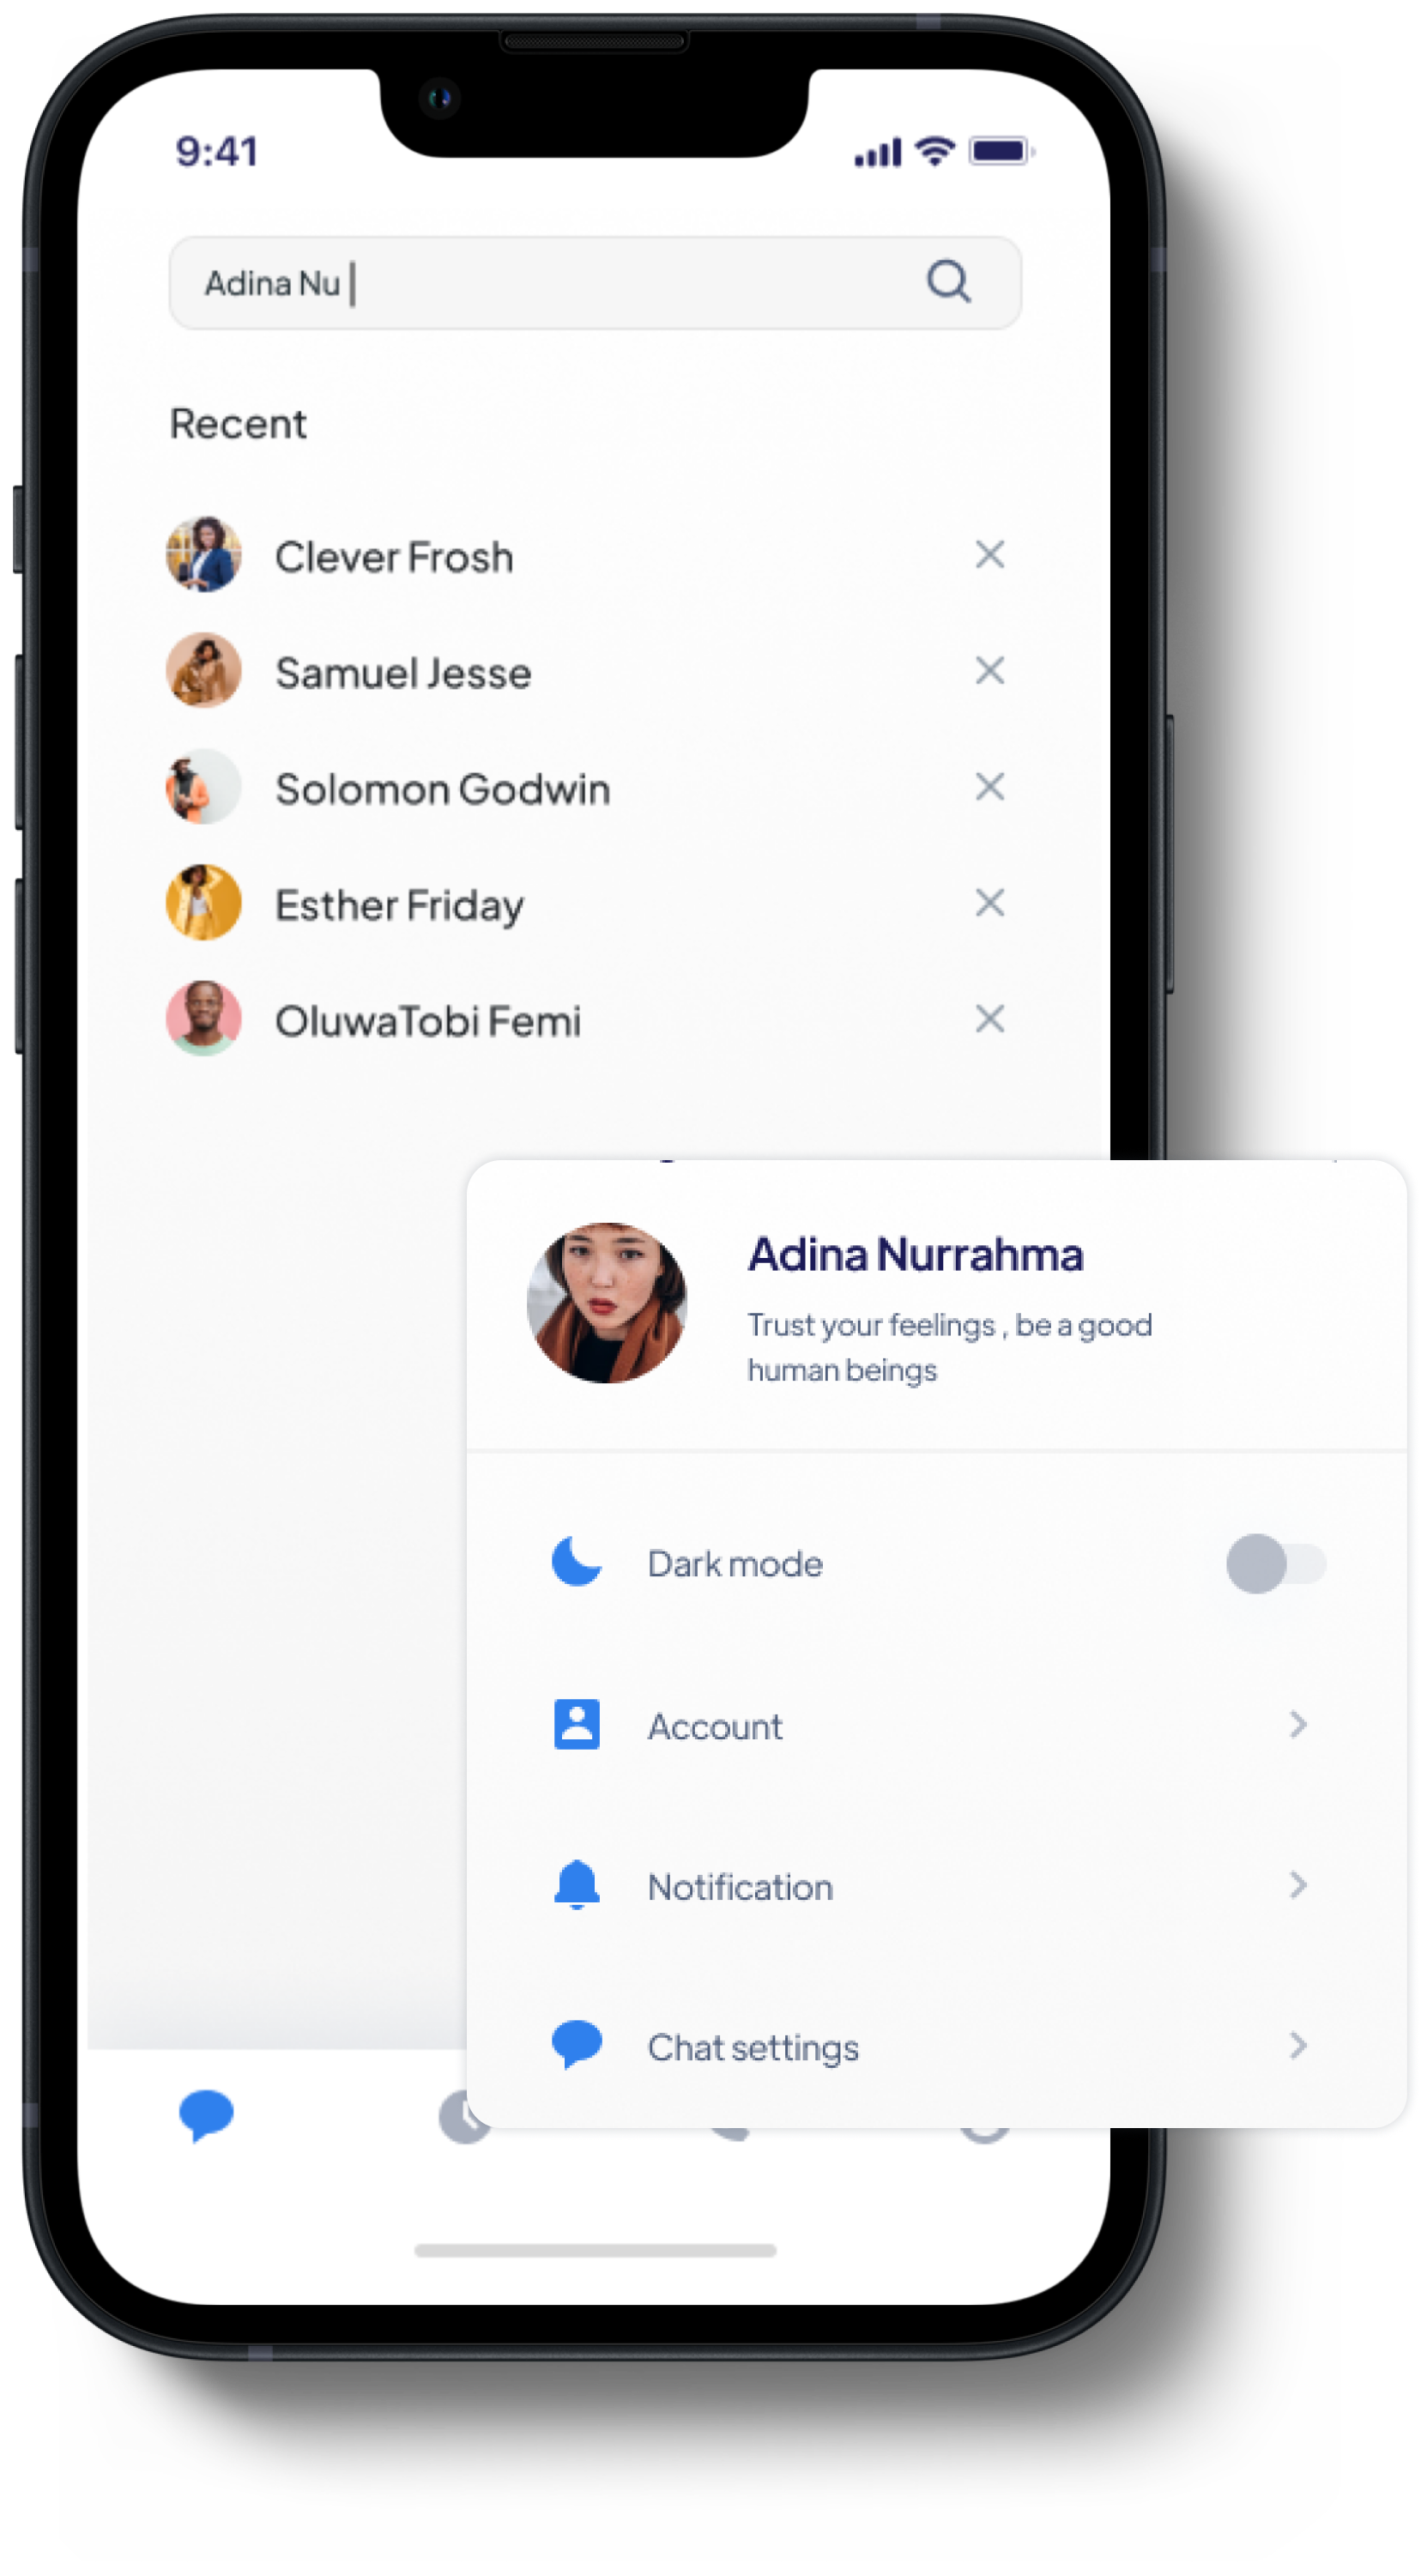 9:41
Adina Nu
Recent
Clever Frosh
Samuel Jesse
Solomon Godwin
Esther Friday
OluwaTobi Femi
Adina Nurrahma
Trust your feelings , be a good
human beings
Dark mode
Account
Notification
Chat settings